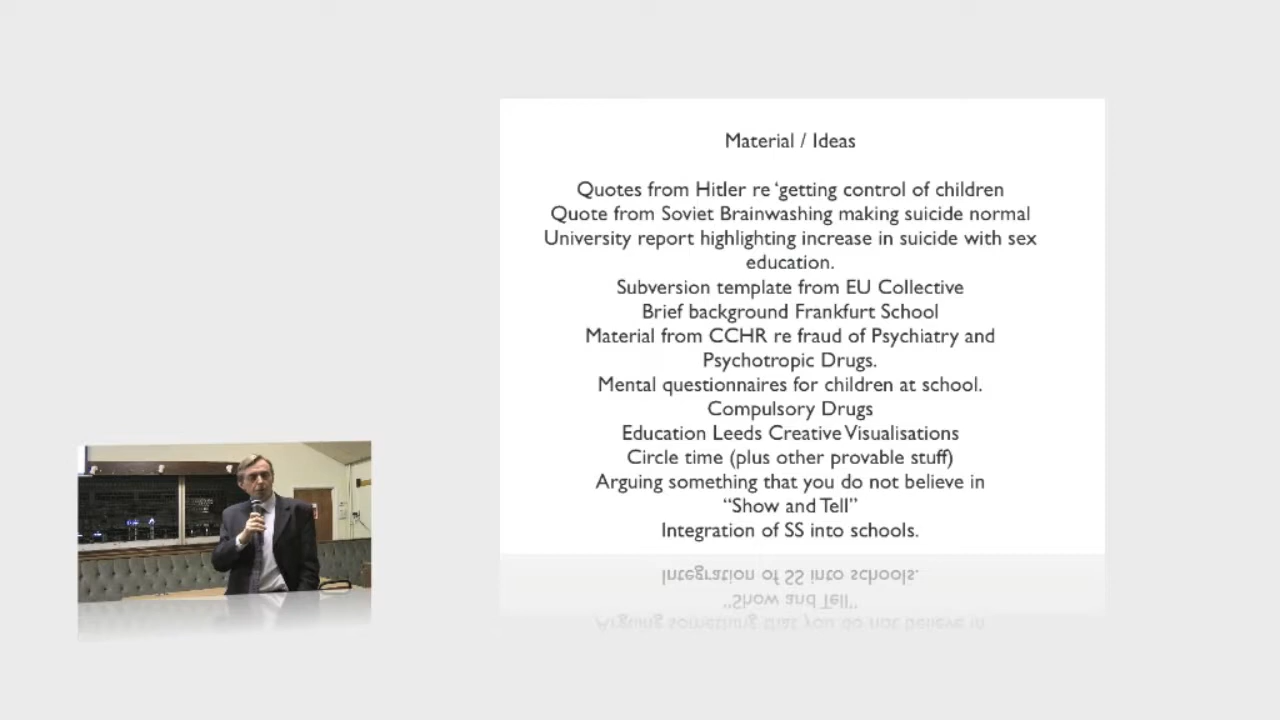 Material / Ideas
Quotes from Hitler re ‘getting control of children
Quote from Soviet Brainwashing making suicide normal
University report highlighting increase in suicide with sex
education.
Subversion template from EU Collective
Brief background Frankfurt School
Material from CCHR re fraud of Psychiatry and
Psychotropic Drugs.
Mental questionnaires for children at school.
Compulsory Drugs
Education Leeds Creative Visualisations
Circle time (plus other provable stuff)
Arguing something that you do not believe in
“Show and Tell”
Integration of SS into schools.